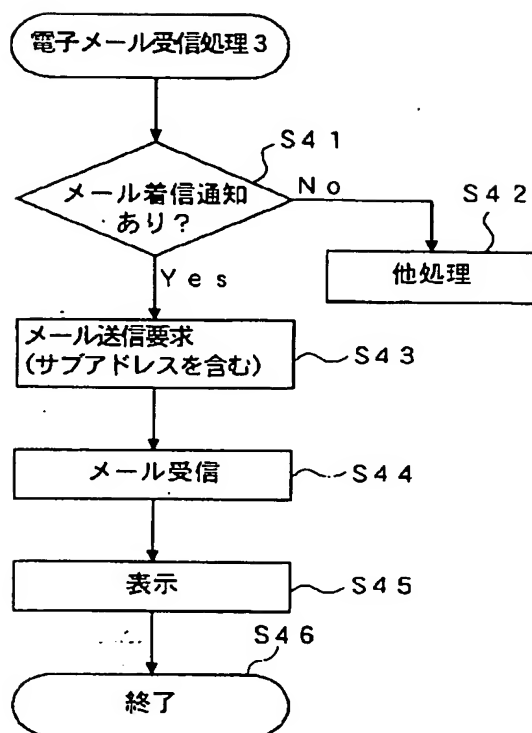 電子メール受信処理3
S41
メール着信通知
あり?
No
S42
他処理
Yes
メール送信要求
(サブアドレスを含む)
S43
メール受信
S44
表示
S45
S46
終了